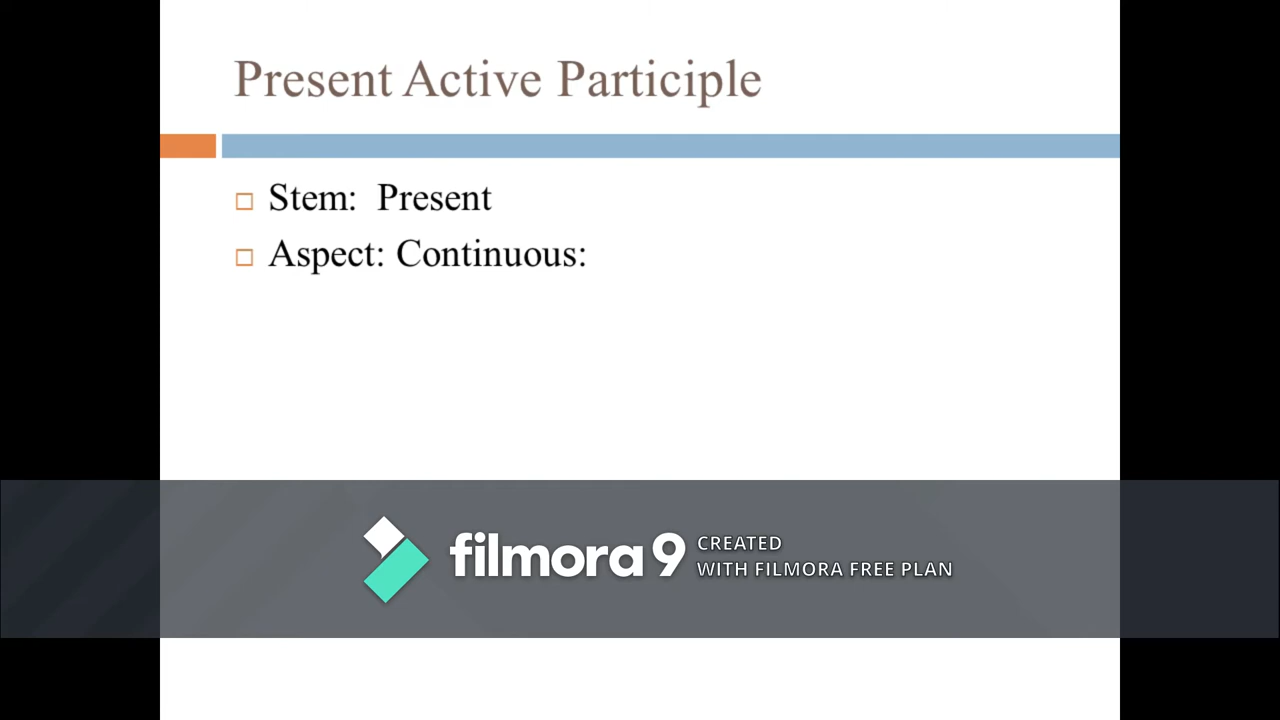 Present Active Participle
Stem: Present
Aspect: Continuous:
filmora 9
CREATED
WITH FILMORA FREE PLAN